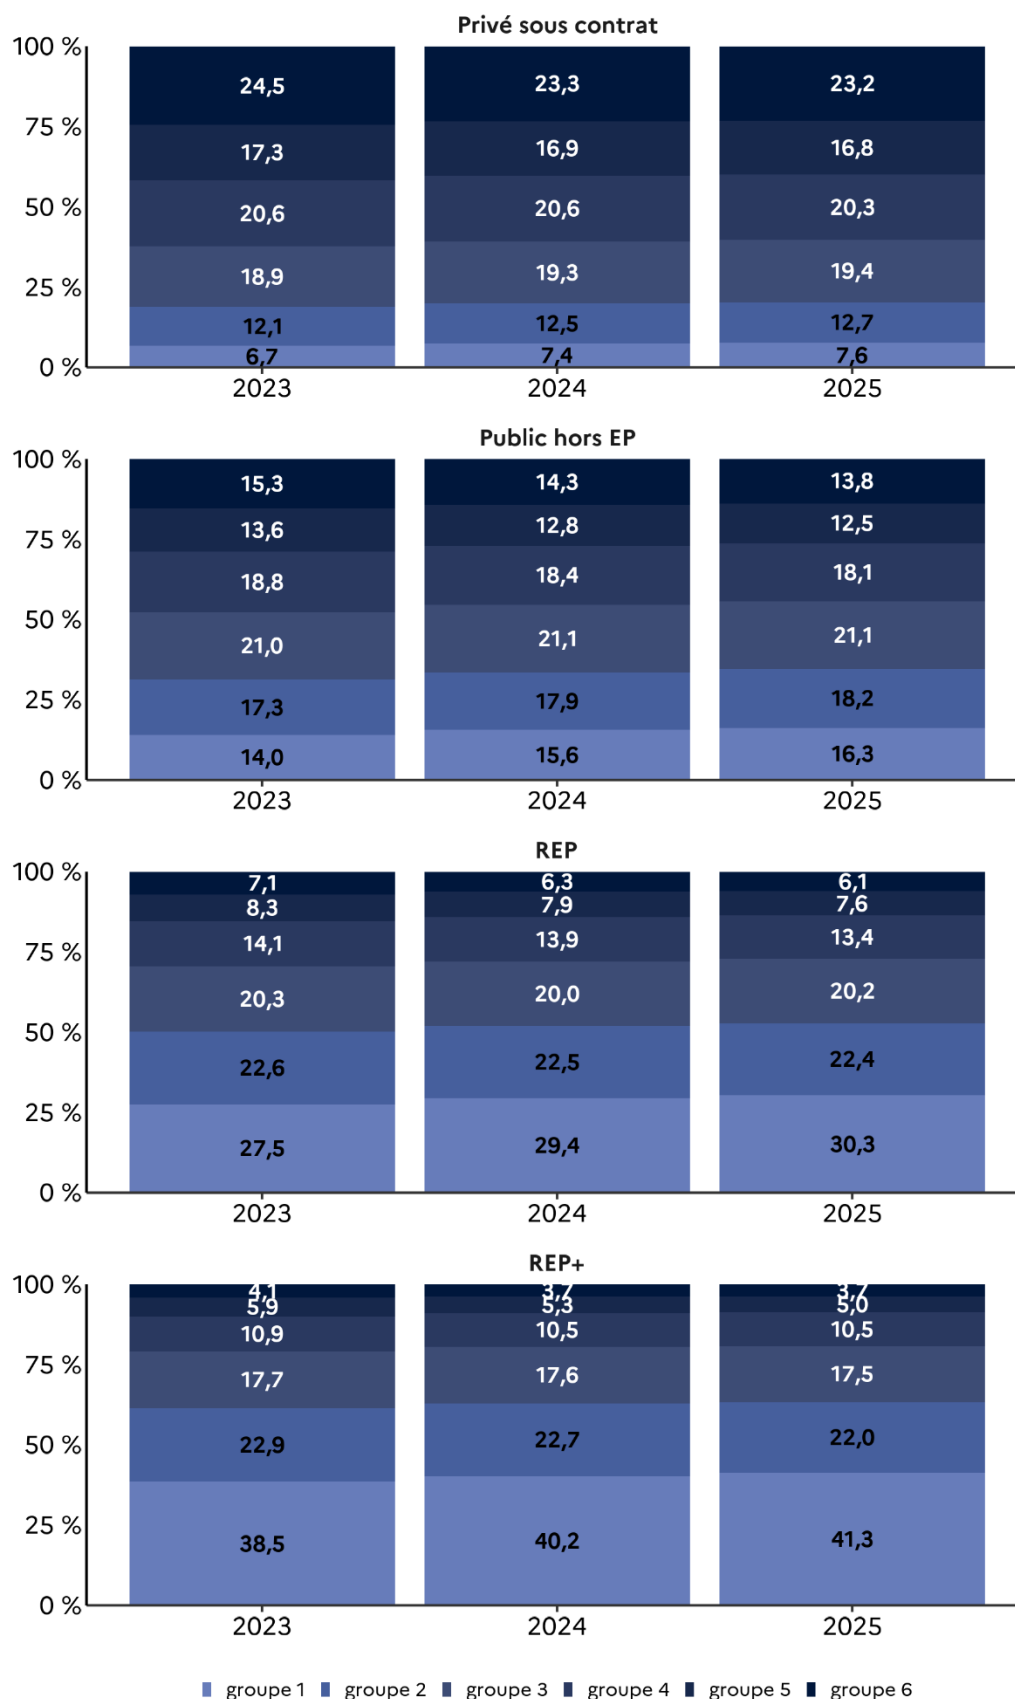 Privé sous contrat
100 %
24,5 23,3 23,2
75 %
17,3 16,9 16,8
50 %
20,6 20,6 20,3
25 %
18,9 19,3 19,4
12,1 12,5 12,7
6,7 7,4 7,6
0 %
2023 2024 2025
Public hors EP
100 %
15,3 14,3 13,8
13,6 12,8 12,5
75 %
18,8 18,4 18,1
50 %
21,0 21,1 21,1
25 %
17,3 17,9 18,2
14,0 15,6 16,3
0 %
2023 2024 2025
REP
100 %
7,1 6,3 6,1
8,3 7,9 7,6
75 %
14,1 13,9 13,4
20,3 20,0 20,2
50 %
22,6 22,5 22,4
25 %
27,5 29,4 30,3
0 %
2023 2024 2025
REP+
100 %
4,1 3,7 3,7
5,9 5,3 5,0
10,9 10,5 10,5
75 %
17,7 17,6 17,5
50 %
22,9 22,7 22,0
25 %
38,5 40,2 41,3
0 %
2023 2024 2025
groupe 1 groupe 2 groupe 3 groupe 4 groupe 5 groupe 6